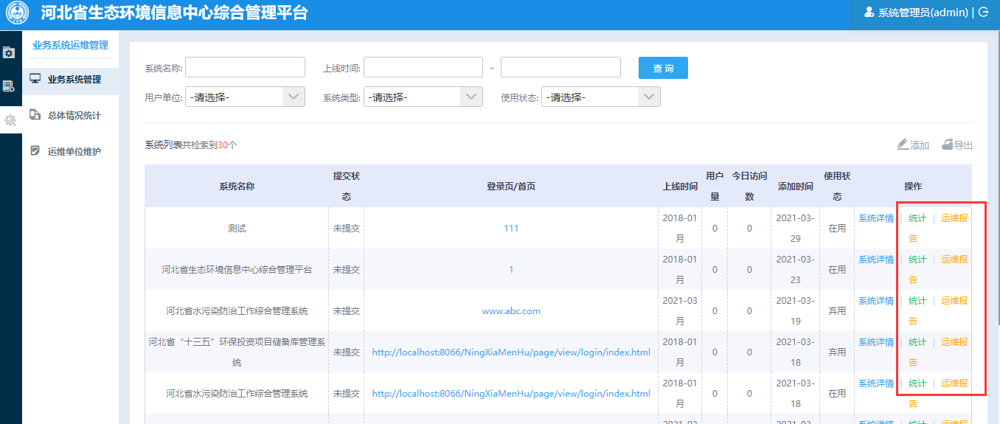 河北省生态环境信息中心综合管理平台
系统管理员(admin) |
业务系统运维管理
业务系统管理
总体情况统计
运维单位维护
系统名称: 上线时间: - 查 询
用户单位: -请选择- 系统类型: -请选择- 使用状态: -请选择-
系统列表共检索到30个 添加 导出
系统名称 提交状态 登录页/首页 上线时间 用户量 今日访问数 添加时间 使用状态 操作
测试 未提交 111 2018-01月 0 0 2021-03-29 在用 系统详情 | 统计 | 运维报告
河北省生态环境信息中心综合管理平台 未提交 1 2018-01月 0 0 2021-03-23 在用 系统详情 | 统计 | 运维报告
河北省水污染防治工作综合管理系统 未提交 www.abc.com 2021-03月 0 0 2021-03-19 弃用 系统详情 | 统计 | 运维报告
河北省“十三五”环保投资项目储备库管理系统 未提交 http://localhost:8066/NingXiaMenHu/page/view/login/index.html 2018-01月 0 0 2021-03-18 弃用 系统详情 | 统计 | 运维报告
河北省水污染防治工作综合管理系统 未提交 http://localhost:8066/NingXiaMenHu/page/view/login/index.html 2018-01月 0 0 2021-03-18 在用 系统详情 | 统计 | 运维报告